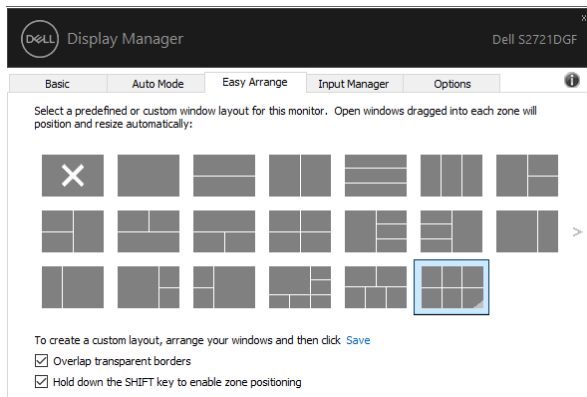 DELL Display Manager
Dell S2721DGF
Basic Auto Mode Easy Arrange Input Manager Options
Select a predefined or custom window layout for this monitor. Open windows dragged into each zone will
position and resize automatically:
To create a custom layout, arrange your windows and then click Save
Overlap transparent borders
Hold down the SHIFT key to enable zone positioning